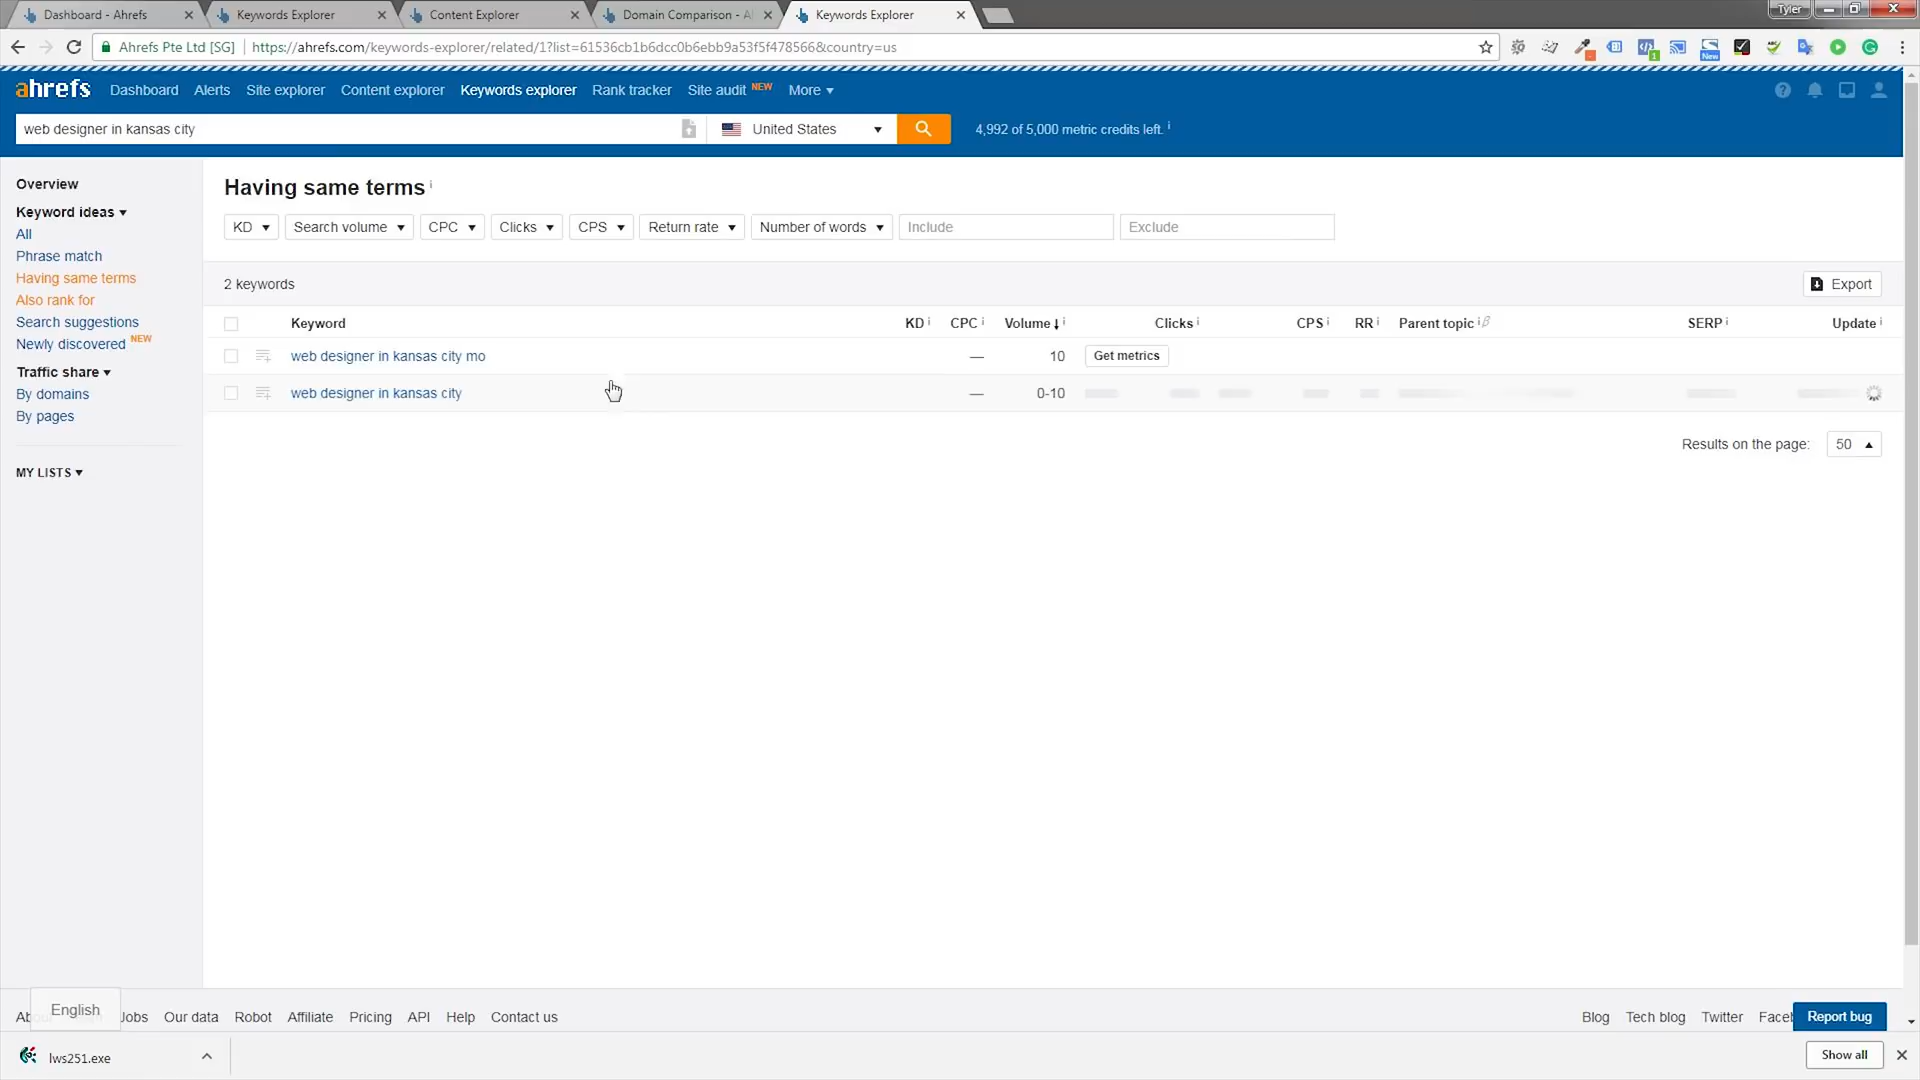 Dashboard - Ahrefs
Keywords Explorer
Content Explorer
Domain Comparison - A
Keywords Explorer
Tyler
Ahrefs Pte Ltd [SG]
https://ahrefs.com/keywords-explorer/related/1?list=61536cb1b6dcc0b6ebb9a53f5f478566&country=us
New
1
ahrefs
Dashboard
Alerts
Site explorer
Content explorer
Keywords explorer
Rank tracker
Site audit NEW
More
web designer in kansas city
United States
4,992 of 5,000 metric credits left. i
Overview
Keyword ideas
All
Phrase match
Having same terms
Also rank for
Search suggestions
Newly discovered NEW
Traffic share
By domains
By pages
MY LISTS
Having same terms i
KD
Search volume
CPC
Clicks
CPS
Return rate
Number of words
Include
Exclude
2 keywords
Export
Keyword
KD i
CPC i
Volume i
Clicks i
CPS i
RR i
Parent topic i β
SERP i
Update i
web designer in kansas city mo
—
10
Get metrics
web designer in kansas city
—
0-10
Results on the page:
50
English
Jobs
Our data
Robot
Affiliate
Pricing
API
Help
Contact us
Blog
Tech blog
Twitter
Report bug
lws251.exe
Show all